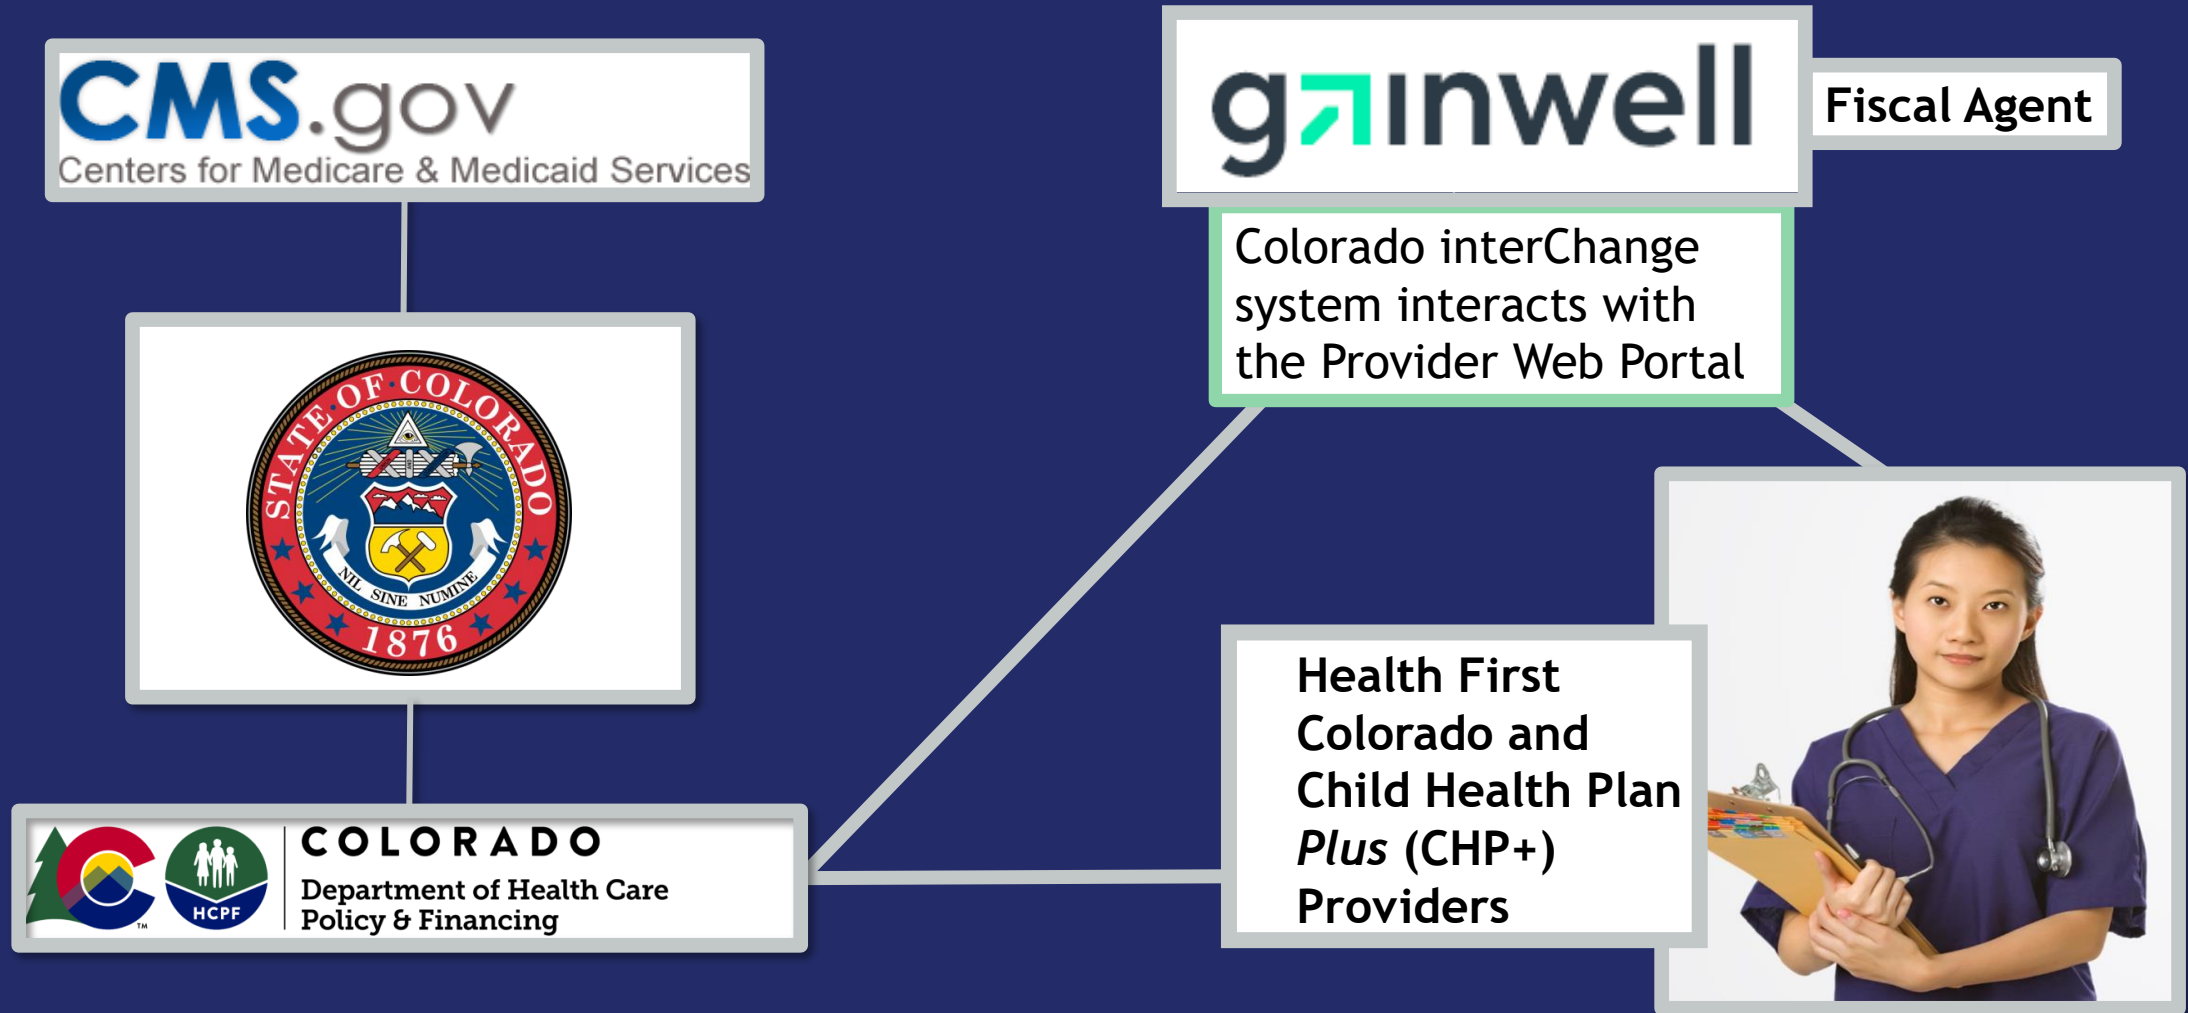 CMS.gov
Centers for Medicare & Medicaid Services
gainwell
Fiscal Agent
Colorado interChange
system interacts with
the Provider Web Portal
STATE OF COLORADO
NIL SINE NUMINE
1876
HCPF
TM
COLORADO
Department of Health Care
Policy & Financing
Health First
Colorado and
Child Health Plan
Plus (CHP+)
Providers